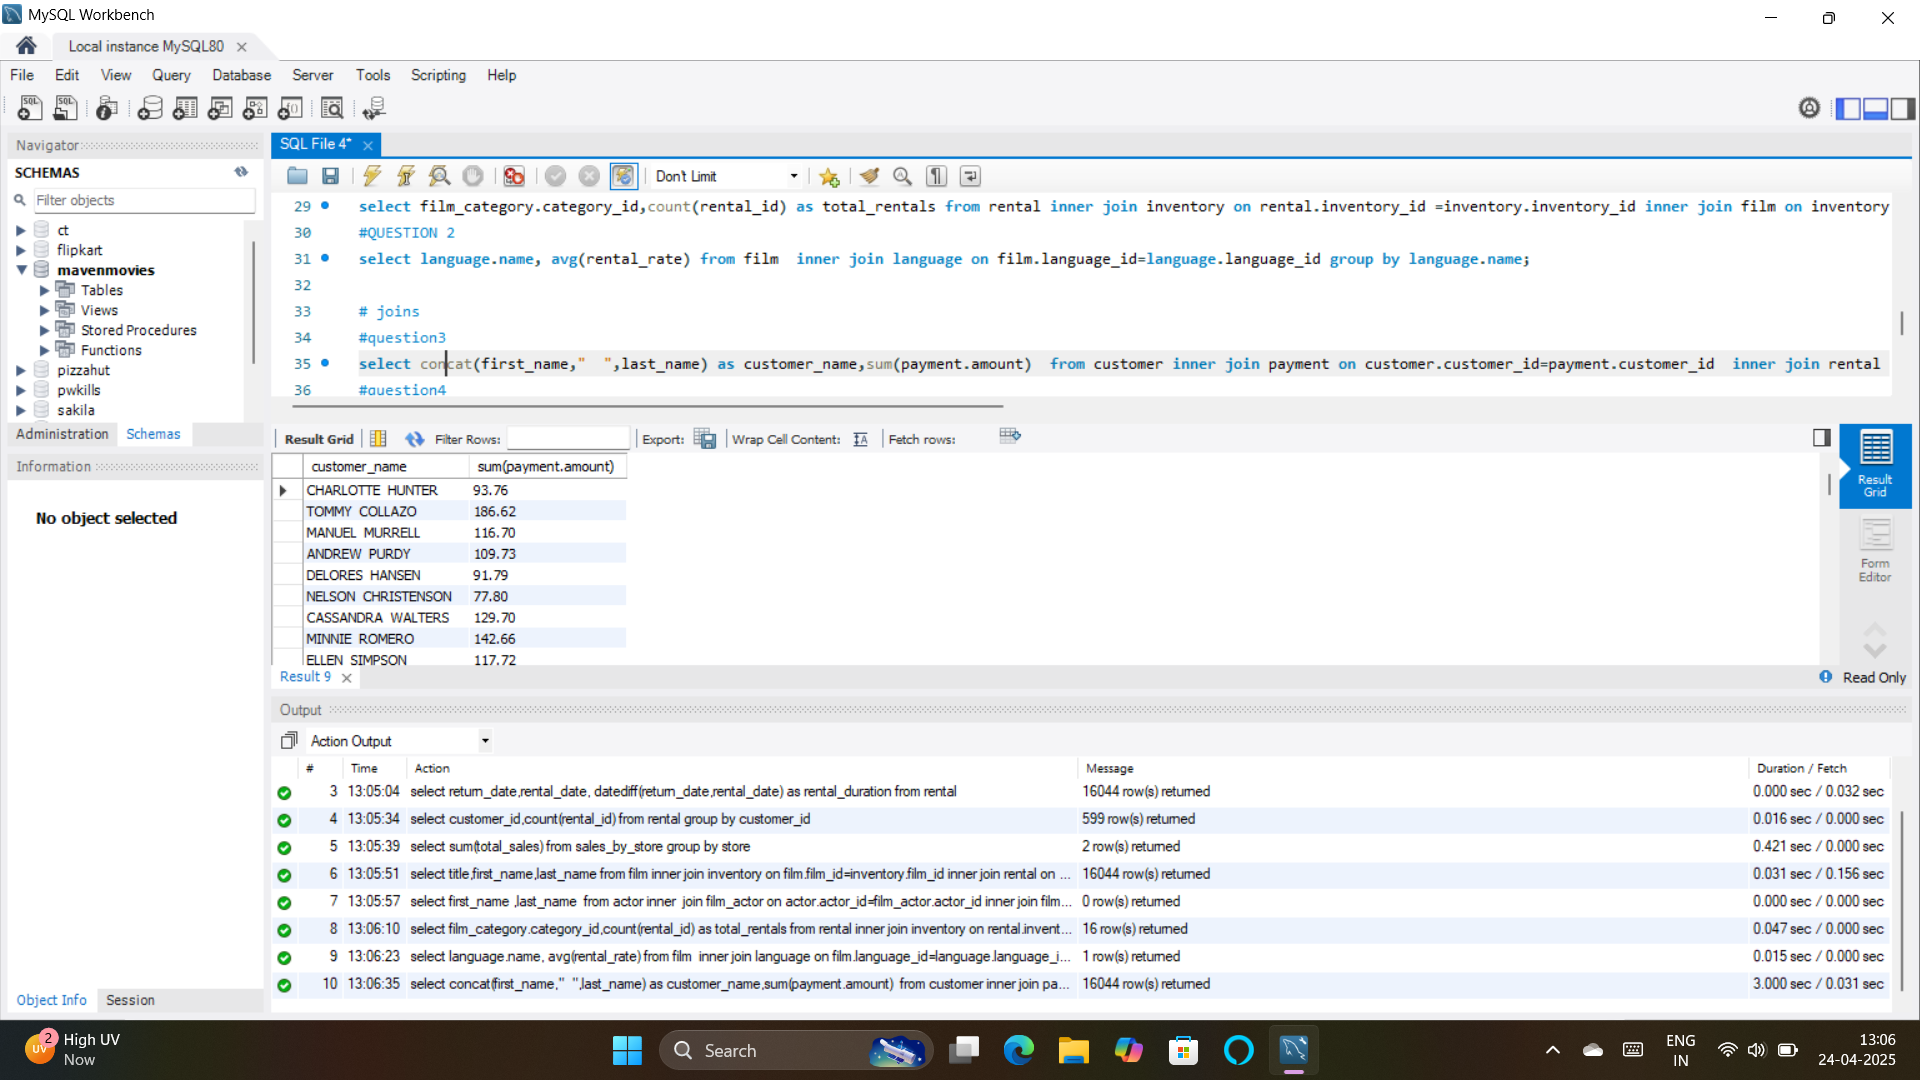 MySQL Workbench
Local instance MySQL80
File Edit View Query Database Server Tools Scripting Help
Navigator
SCHEMAS
Filter objects
ct
flipkart
mavenmovies
Tables
Views
Stored Procedures
Functions
pizzahut
pwkills
sakila
Administration Schemas
Information
No object selected
Object Info Session
SQL File 4*
Don't Limit
29 select film_category.category_id,count(rental_id) as total_rentals from rental inner join inventory on rental.inventory_id =inventory.inventory_id inner join film on inventory
30 #QUESTION 2
31 select language.name, avg(rental_rate) from film  inner join language on film.language_id=language.language_id group by language.name;
32
33 # joins
34 #question3
35 select concat(first_name,"  ",last_name) as customer_name,sum(payment.amount)  from customer inner join payment on customer.customer_id=payment.customer_id  inner join rental
36 #question4
Result Grid Filter Rows: Export: Wrap Cell Content: Fetch rows:
customer_name sum(payment.amount)
CHARLOTTE HUNTER 93.76
TOMMY COLLAZO 186.62
MANUEL MURRELL 116.70
ANDREW PURDY 109.73
DELORES HANSEN 91.79
NELSON CHRISTENSON 77.80
CASSANDRA WALTERS 129.70
MINNIE ROMERO 142.66
ELLEN SIMPSON 117.72
Result Grid
Form Editor
Result 9
Read Only
Output
Action Output
# Time Action Message Duration / Fetch
3 13:05:04 select return_date,rental_date, datediff(return_date,rental_date) as rental_duration from rental 16044 row(s) returned 0.000 sec / 0.032 sec
4 13:05:34 select customer_id,count(rental_id) from rental group by customer_id 599 row(s) returned 0.016 sec / 0.000 sec
5 13:05:39 select sum(total_sales) from sales_by_store group by store 2 row(s) returned 0.421 sec / 0.000 sec
6 13:05:51 select title,first_name,last_name from film inner join inventory on film.film_id=inventory.film_id inner join rental on ... 16044 row(s) returned 0.031 sec / 0.156 sec
7 13:05:57 select first_name ,last_name  from actor inner  join film_actor on actor.actor_id=film_actor.actor_id inner join film... 0 row(s) returned 0.000 sec / 0.000 sec
8 13:06:10 select film_category.category_id,count(rental_id) as total_rentals from rental inner join inventory on rental.invent... 16 row(s) returned 0.047 sec / 0.000 sec
9 13:06:23 select language.name, avg(rental_rate) from film  inner join language on film.language_id=language.language_i... 1 row(s) returned 0.015 sec / 0.000 sec
10 13:06:35 select concat(first_name,"  ",last_name) as customer_name,sum(payment.amount)  from customer inner join pa... 16044 row(s) returned 3.000 sec / 0.031 sec
UV 2 High UV
Now
Search
ENG
IN
13:06
24-04-2025